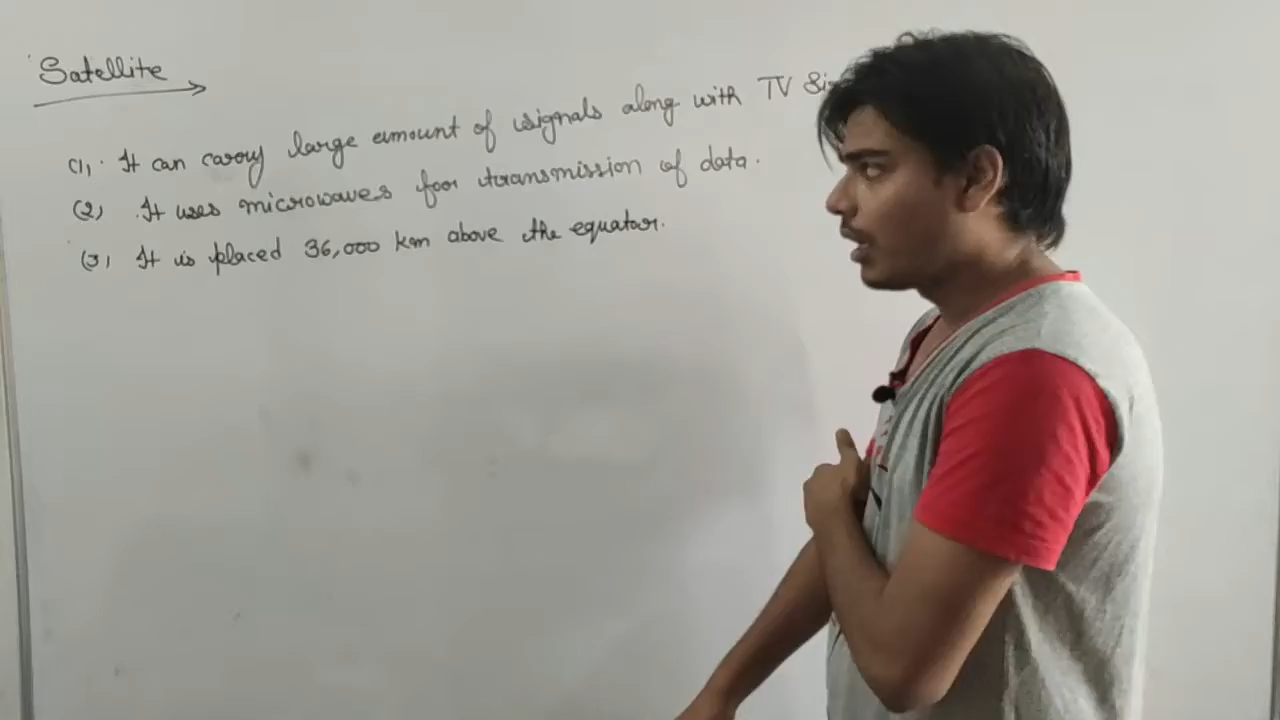 Satellite
(1) It can carry large amount of signals along with TV
(2) It uses microwaves for transmission of data.
(3) It is placed 36,000 km above the equator.